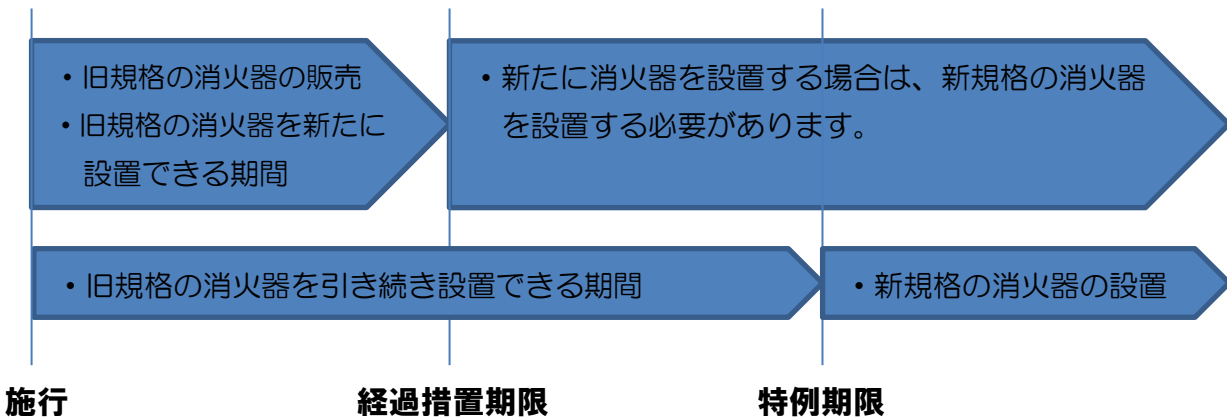 ・旧規格の消火器の販売
・旧規格の消火器を新たに
設置できる期間
・新たに消火器を設置する場合は、新規格の消火器
を設置する必要があります。
・旧規格の消火器を引き続き設置できる期間
・新規格の消火器の設置
施行
経過措置期限
特例期限